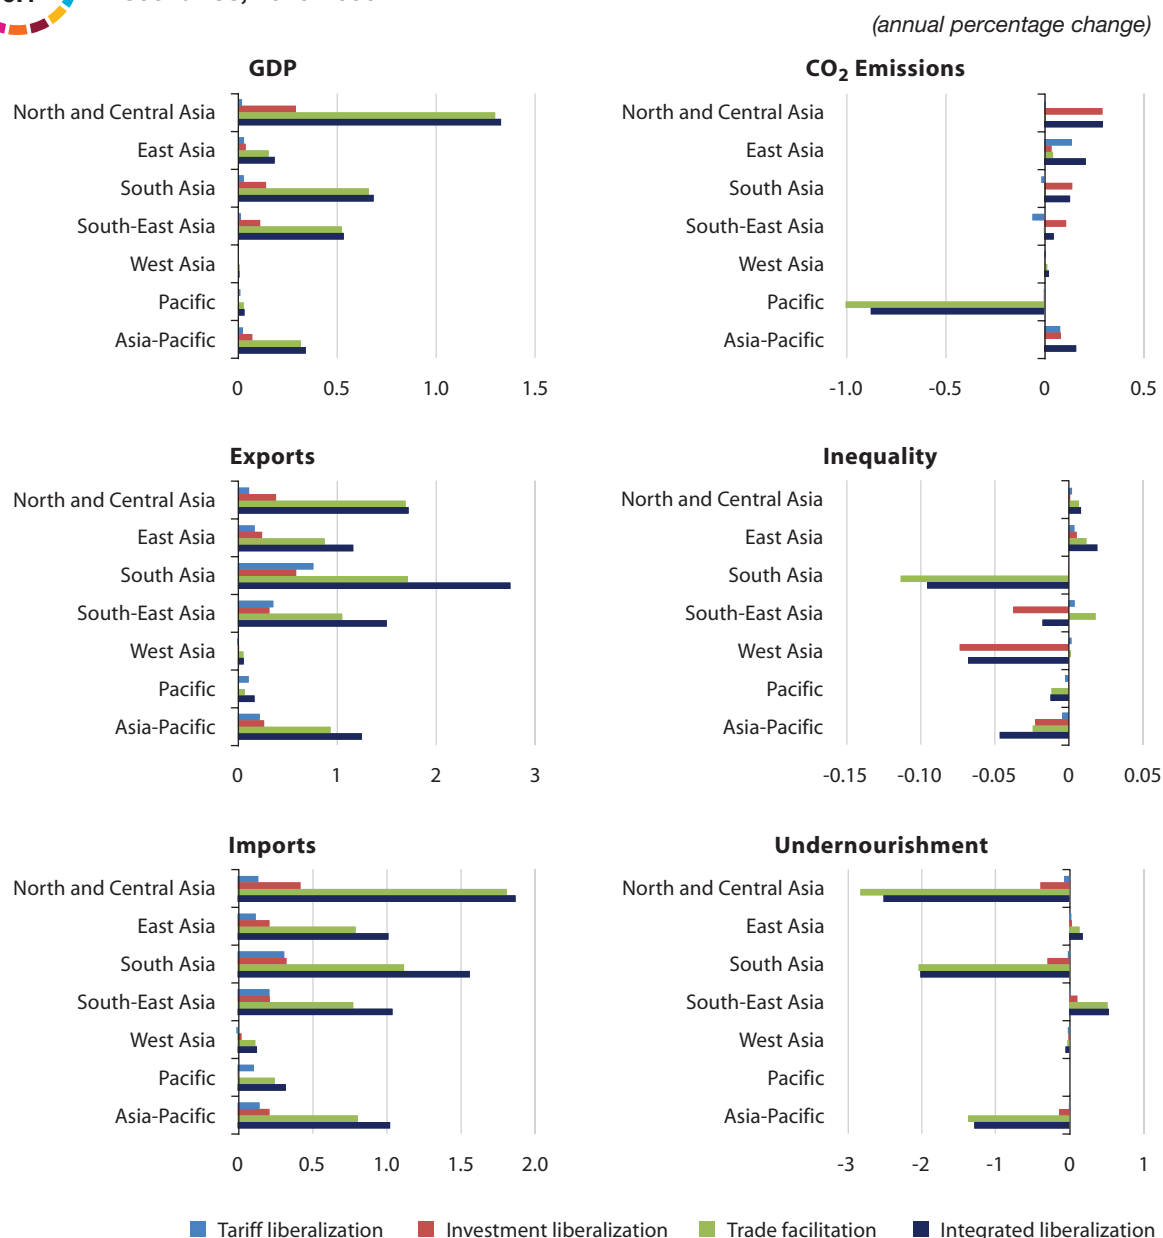 (annual percentage change)
GDP
North and Central Asia
East Asia
South Asia
South-East Asia
West Asia
Pacific
Asia-Pacific
0 0.5 1.0 1.5
CO2 Emissions
North and Central Asia
East Asia
South Asia
South-East Asia
West Asia
Pacific
Asia-Pacific
-1.0 -0.5 0 0.5
Exports
North and Central Asia
East Asia
South Asia
South-East Asia
West Asia
Pacific
Asia-Pacific
0 1 2 3
Inequality
North and Central Asia
East Asia
South Asia
South-East Asia
West Asia
Pacific
Asia-Pacific
-0.15 -0.10 -0.05 0 0.05
Imports
North and Central Asia
East Asia
South Asia
South-East Asia
West Asia
Pacific
Asia-Pacific
0 0.5 1.0 1.5 2.0
Undernourishment
North and Central Asia
East Asia
South Asia
South-East Asia
West Asia
Pacific
Asia-Pacific
-3 -2 -1 0 1
Tariff liberalization Investment liberalization Trade facilitation Integrated liberalization